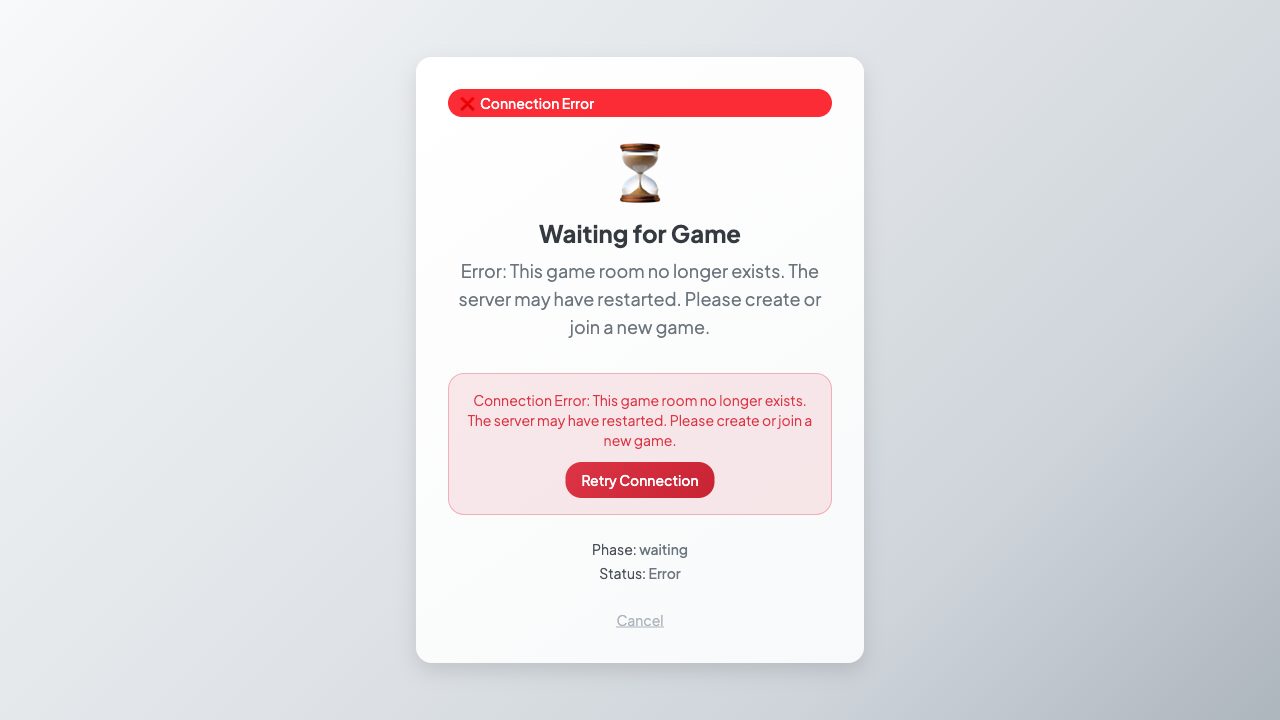 ❌ Connection Error
Waiting for Game
Error: This game room no longer exists. The
server may have restarted. Please create or
join a new game.
Connection Error: This game room no longer exists.
The server may have restarted. Please create or join a
new game.
Retry Connection
Phase: waiting
Status: Error
Cancel